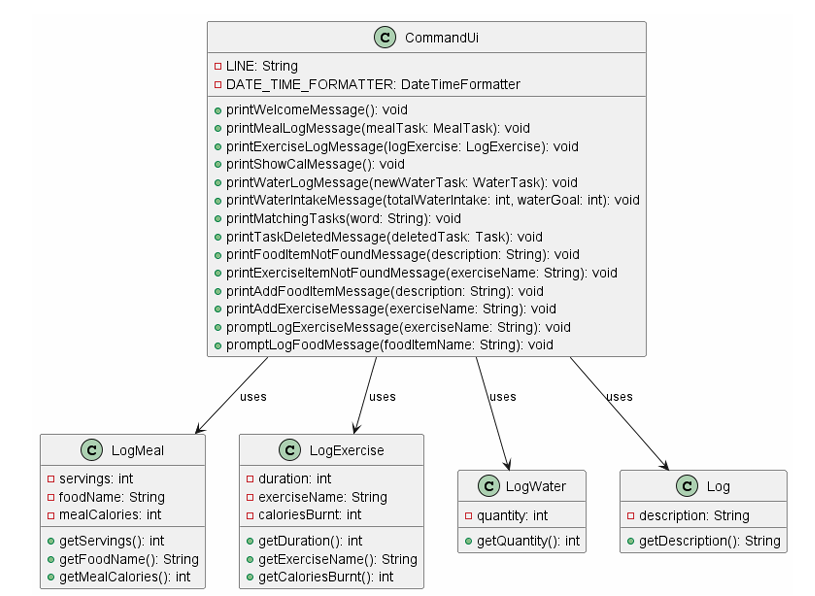 C CommandUi
LINE: String
DATE_TIME_FORMATTER: DateTimeFormatter
printWelcomeMessage(): void
printMealLogMessage(mealTask: MealTask): void
printExerciseLogMessage(logExercise: LogExercise): void
printShowCalMessage(): void
printWaterLogMessage(newWaterTask: WaterTask): void
printWaterIntakeMessage(totalWaterIntake: int, waterGoal: int): void
printMatchingTasks(word: String): void
printTaskDeletedMessage(deletedTask: Task): void
printFoodItemNotFoundMessage(description: String): void
printExerciseItemNotFoundMessage(exerciseName: String): void
printAddFoodItemMessage(description: String): void
printAddExerciseMessage(exerciseName: String): void
promptLogExerciseMessage(exerciseName: String): void
promptLogFoodMessage(foodItemName: String): void
uses
uses
uses
uses
C LogMeal
servings: int
foodName: String
mealCalories: int
getServings(): int
getFoodName(): String
getMealCalories(): int
C LogExercise
duration: int
exerciseName: String
caloriesBurnt: int
getDuration(): int
getExerciseName(): String
getCaloriesBurnt(): int
C LogWater
quantity: int
getQuantity(): int
C Log
description: String
getDescription(): String